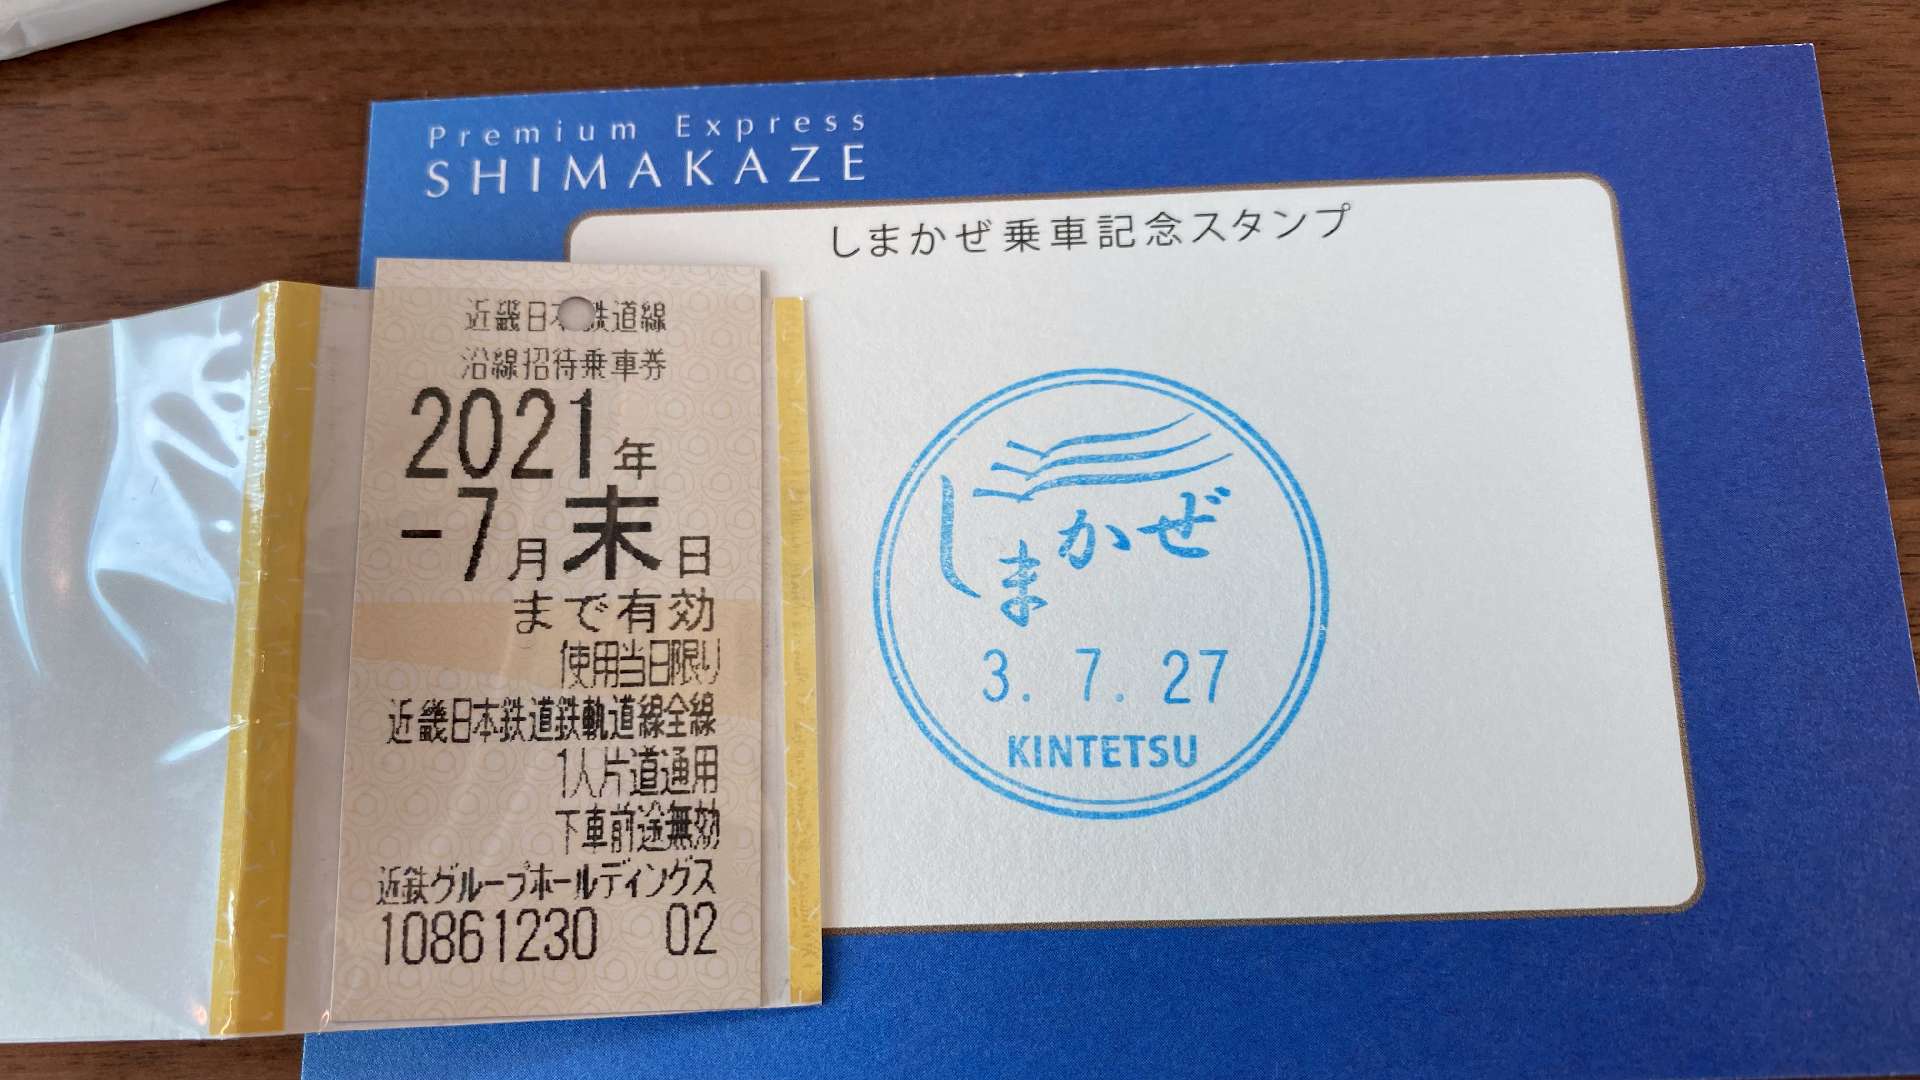 Premium Express
SHIMAKAZE
しまかぜ乗車記念スタンプ
近畿日本鉄道線
沿線招待乗車券
2021年
-7月末日
まで有効
使用当日限り
近畿日本鉄道鉄軌道線全線
1人片道通用
下車前途無効
近鉄グループホールディングス
10861230 02
しまかぜ
3. 7. 27
KINTETSU